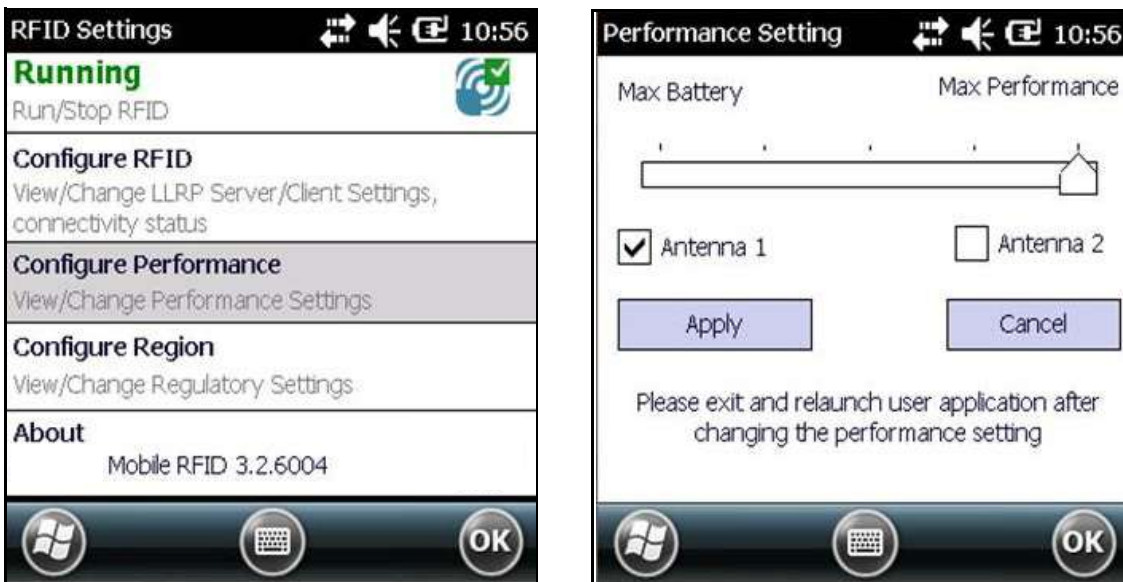 RFID Settings 10:56
Running
Run/Stop RFID
Configure RFID
View/Change LLRP Server/Client Settings,
connectivity status
Configure Performance
View/Change Performance Settings
Configure Region
View/Change Regulatory Settings
About
Mobile RFID 3.2.6004
OK
Performance Setting 10:56
Max Battery Max Performance
Antenna 1 Antenna 2
Apply Cancel
Please exit and relaunch user application after
changing the performance setting
OK